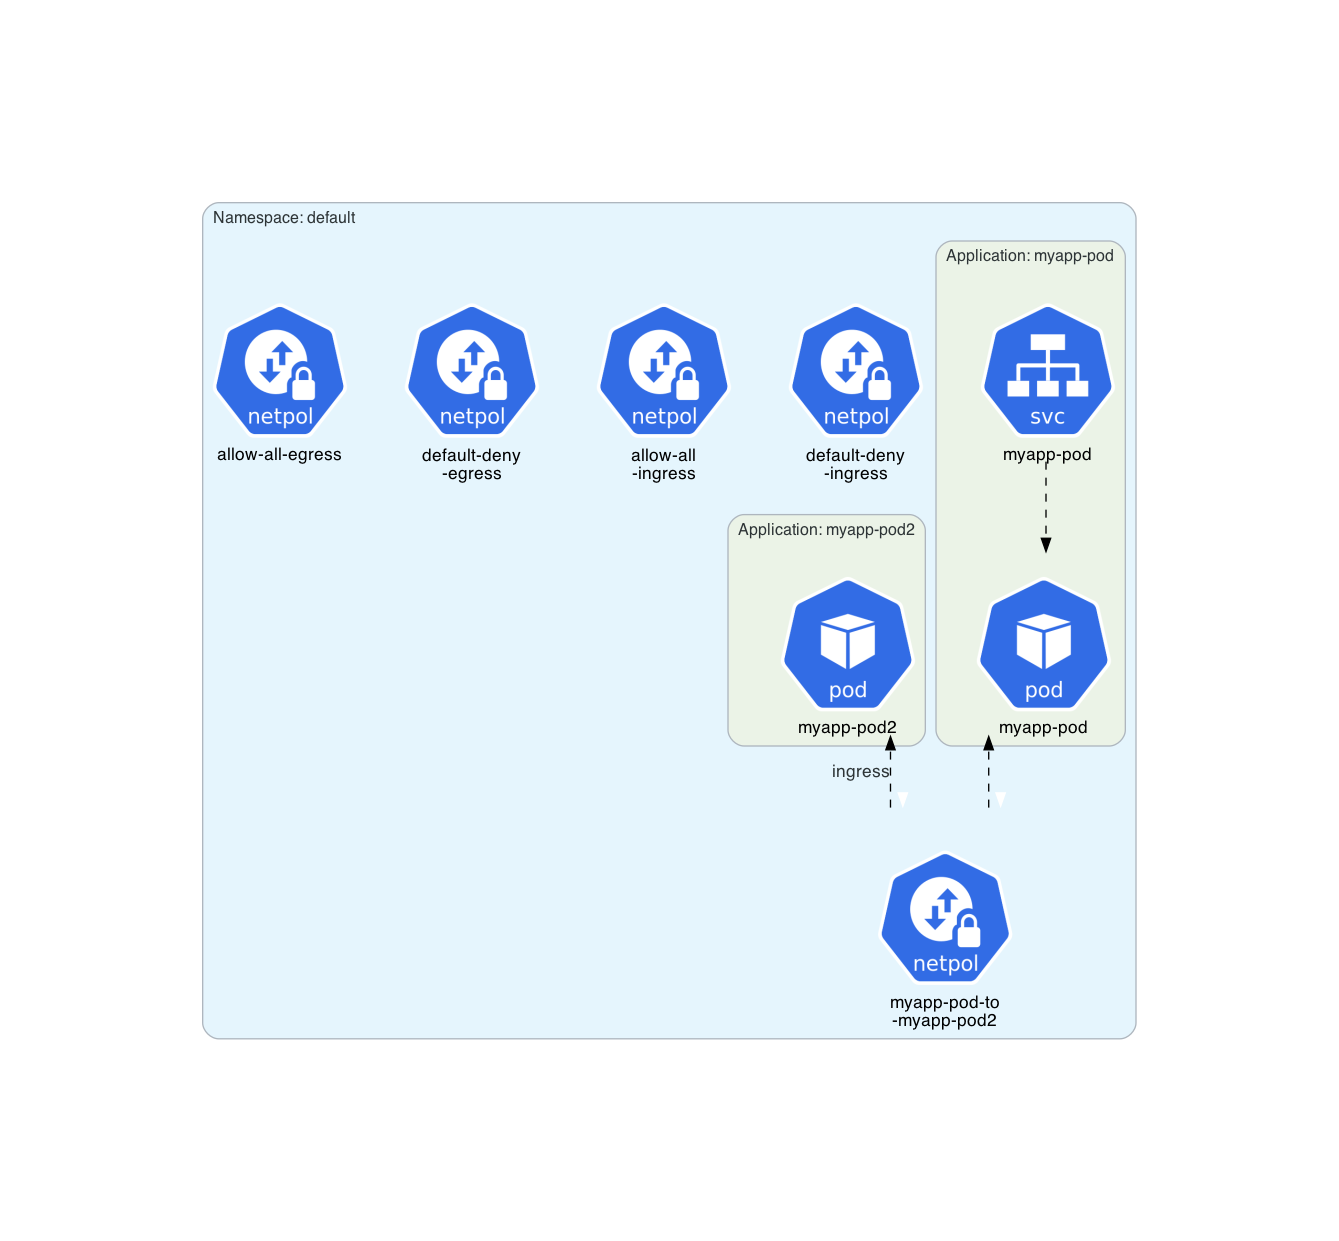 Namespace: default
Application: myapp-pod
netpol
netpol
netpol
netpol
svc
allow-all-egress
default-deny
-egress
allow-all
-ingress
default-deny
-ingress
myapp-pod
Application: myapp-pod2
pod
pod
myapp-pod2
myapp-pod
ingress
netpol
myapp-pod-to
-myapp-pod2